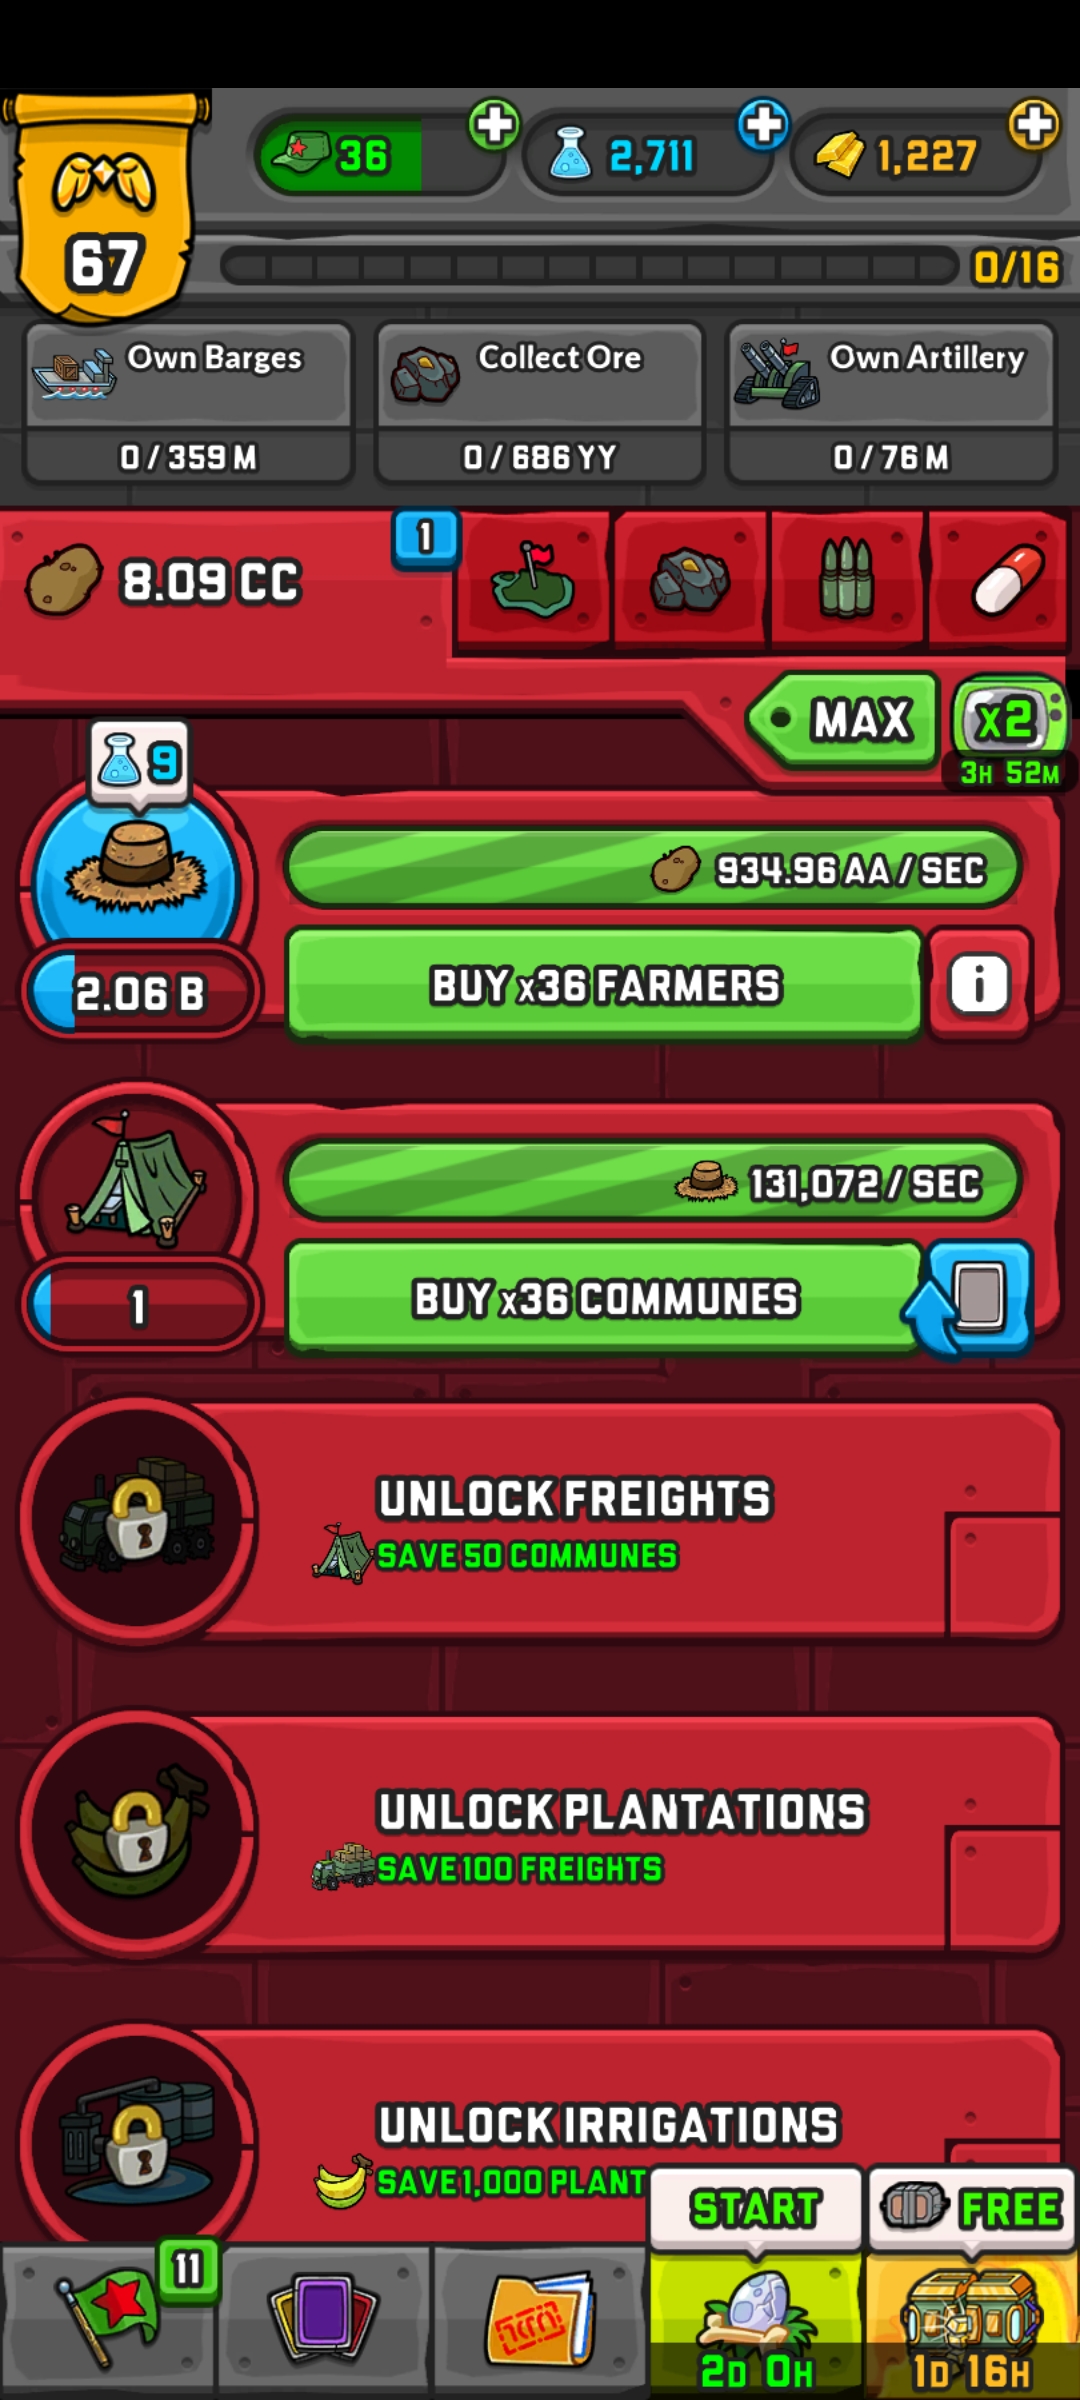 36
2,711
1,227
67
0/16
Own Barges
0 / 359 M
Collect Ore
0 / 686 YY
Own Artillery
0 / 76 M
8.09 CC
1
MAX
x2
3H 52M
9
934.96 AA / SEC
2.06 B
BUY x36 FARMERS
i
131,072 / SEC
1
BUY x36 COMMUNES
UNLOCK FREIGHTS
SAVE 50 COMMUNES
UNLOCK PLANTATIONS
SAVE 100 FREIGHTS
UNLOCK IRRIGATIONS
SAVE 1,000 PLANT
START
FREE
11
2D 0H
1D 16H